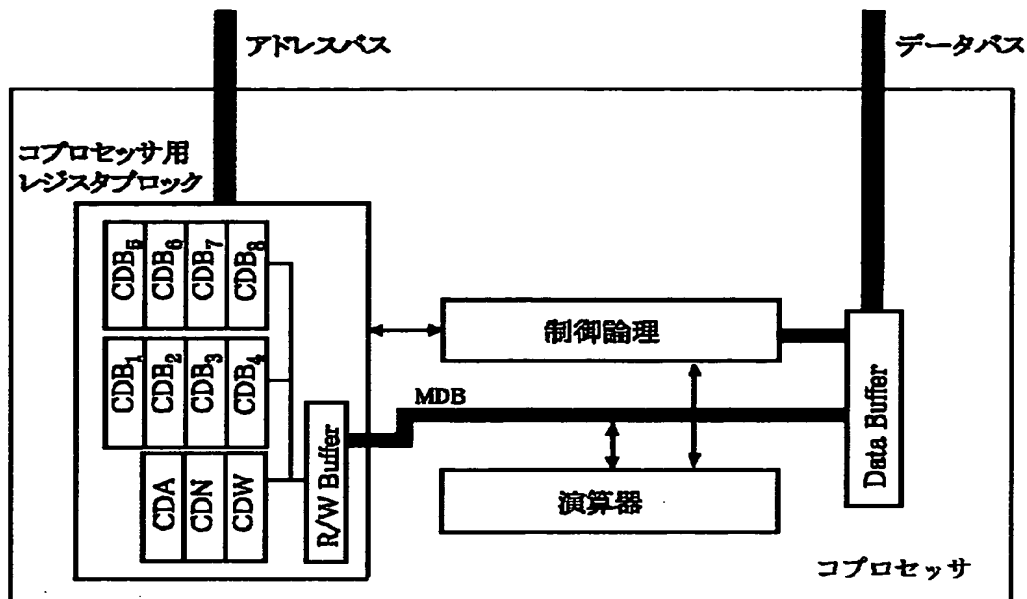 アドレスバス
データバス
コプロセッサ用
レジスタブロック
CDB5 CDB6 CDB7 CDB8
CDB1 CDB2 CDB3 CDB4
CDA CDN CDW
R/W Buffer
制御論理
MDB
演算器
Data Buffer
コプロセッサ